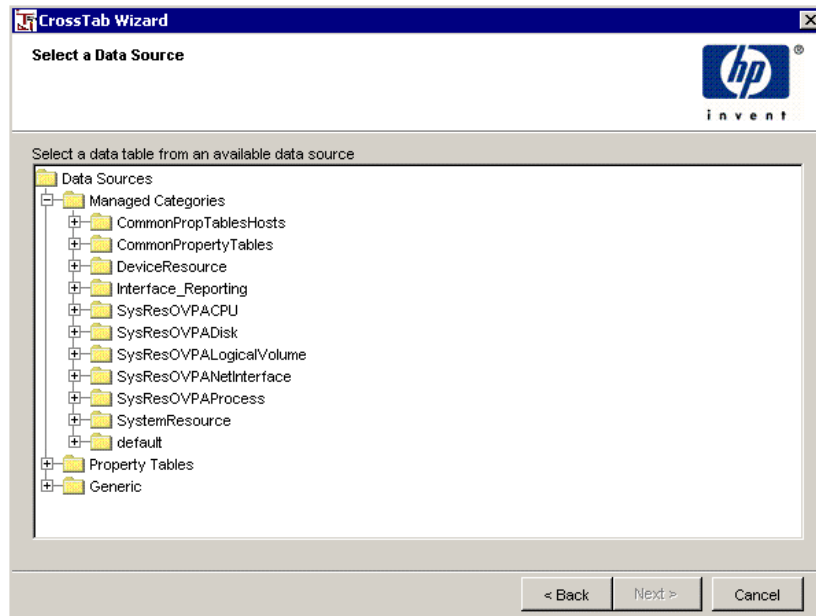 CrossTab Wizard
Select a Data Source
hp
®
invent
Select a data table from an available data source
Data Sources
Managed Categories
CommonPropTablesHosts
CommonPropertyTables
DeviceResource
Interface_Reporting
SysResOVPACPU
SysResOVPADisk
SysResOVPALogicalVolume
SysResOVPANetInterface
SysResOVPAProcess
SystemResource
default
Property Tables
Generic
< Back
Next >
Cancel